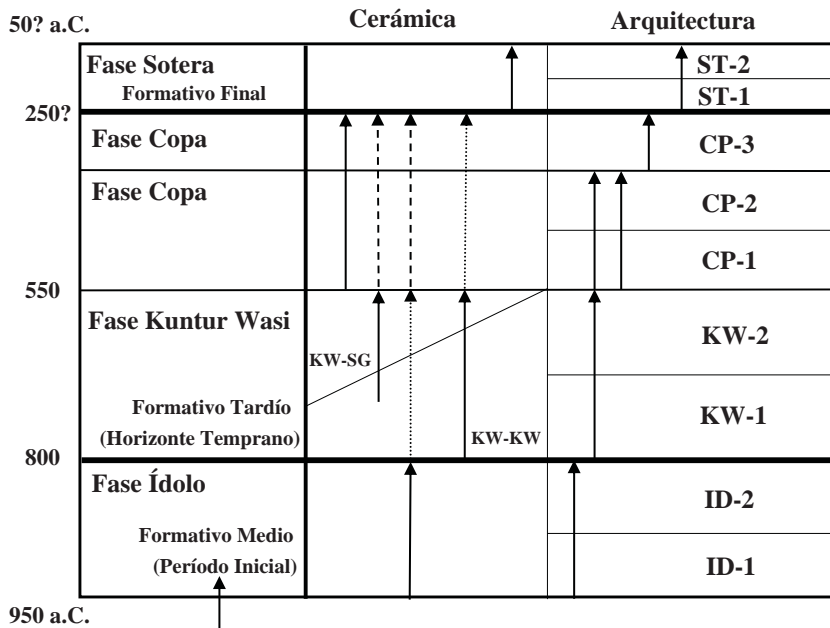 50? a.C.
Cerámica
Arquitectura
Fase Sotera
ST-2
Formativo Final
ST-1
250?
Fase Copa
CP-3
Fase Copa
CP-2
CP-1
550
Fase Kuntur Wasi
KW-2
KW-SG
Formativo Tardío
KW-1
(Horizonte Temprano)
KW-KW
800
Fase Ídolo
ID-2
Formativo Medio
(Período Inicial)
ID-1
950 a.C.